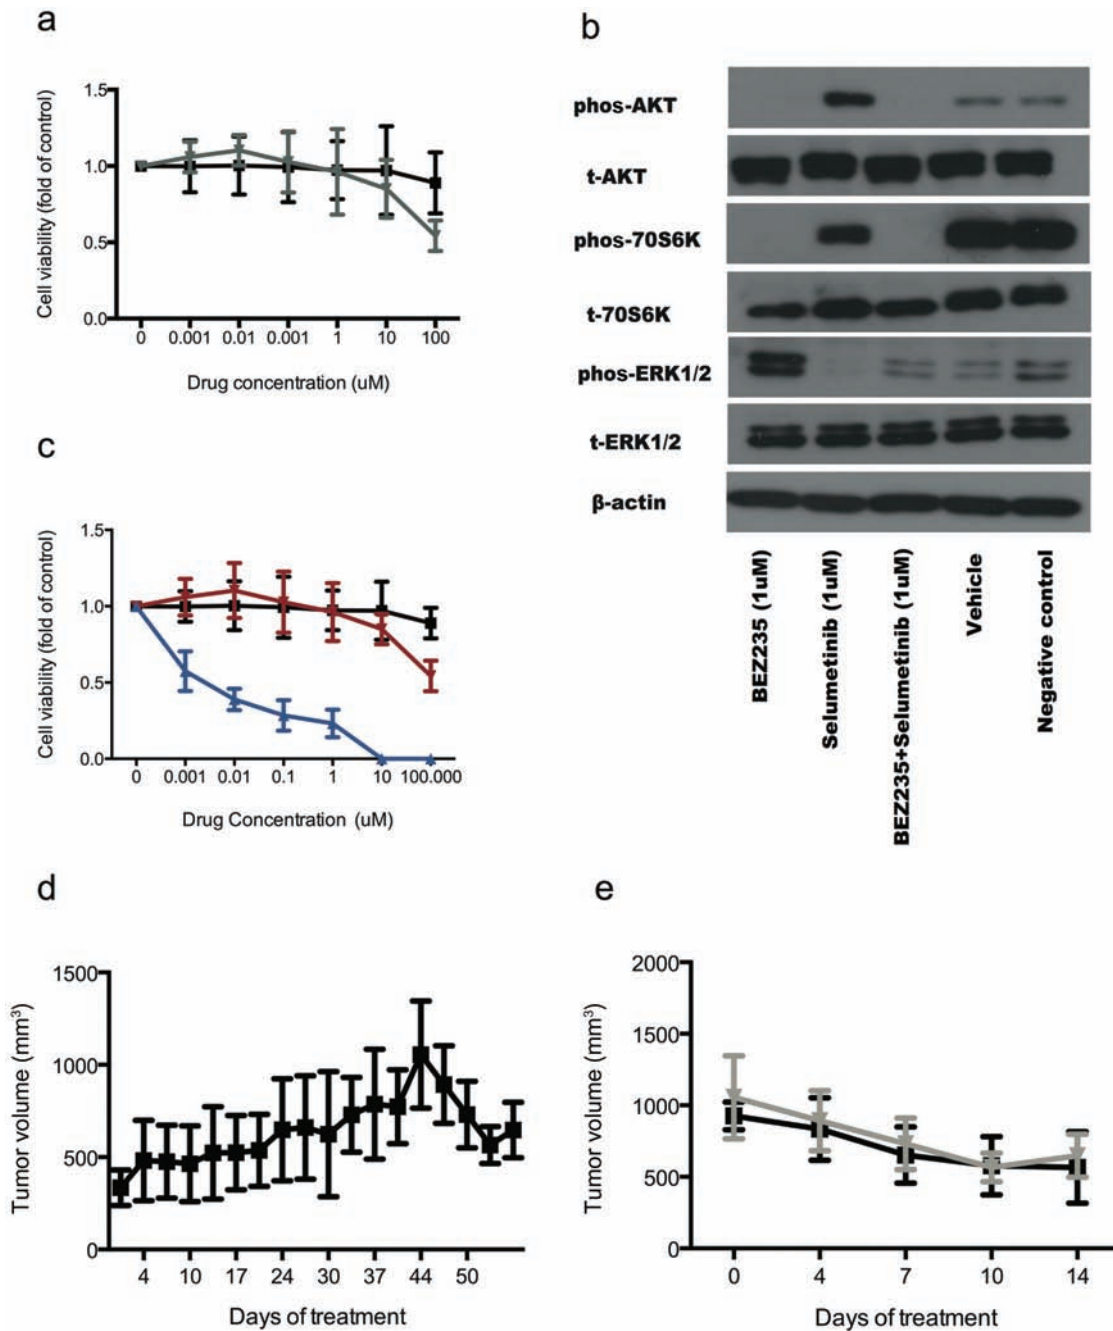 a
Cell viability (fold of control)
1.5
1.0
0.5
0.0
0 0.001 0.01 0.001 1 10 100
Drug concentration (uM)
b
phos-AKT
t-AKT
phos-70S6K
t-70S6K
phos-ERK1/2
t-ERK1/2
β-actin
BEZ235 (1uM)
Selumetinib (1uM)
BEZ235+Selumetinib (1uM)
Vehicle
Negative control
c
Cell viability (fold of control)
1.5
1.0
0.5
0.0
0 0.001 0.01 0.1 1 10 100.000
Drug Concentration (uM)
d
Tumor volume (mm³)
1500
1000
500
0
4 10 17 24 30 37 44 50
Days of treatment
e
Tumor volume (mm³)
2000
1500
1000
500
0
0 4 7 10 14
Days of treatment